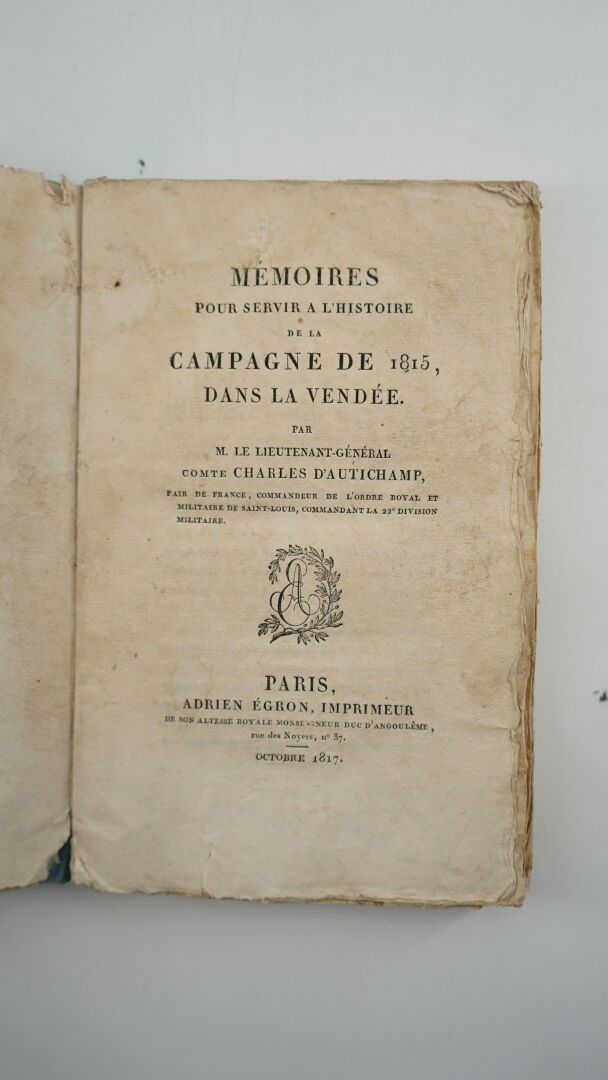 MÉMOIRES
POUR SERVIR A L'HISTOIRE
DE LA
CAMPAGNE DE 1815,
DANS LA VENDÉE.
PAR
M. LE LIEUTENANT-GÉNÉRAL
COMTE CHARLES D'AUTICHAMP,
PAIR DE FRANCE, COMMANDEUR DE L'ORDRE ROYAL ET
MILITAIRE DE SAINT-LOUIS, COMMANDANT LA 22e DIVISION
MILITAIRE.
AE
PARIS,
ADRIEN ÉGRON, IMPRIMEUR
DE SON ALTESSE ROYALE MONSEIGNEUR DUC D'ANGOULÊME,
rue des Noyers, nº 37.
OCTOBRE 1817.